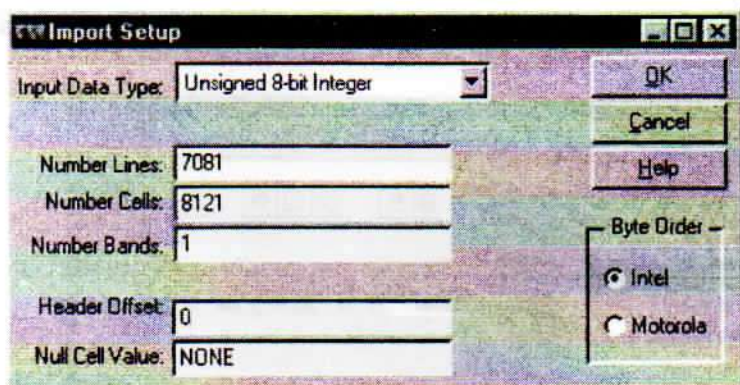 Import Setup
Input Data Type: Unsigned 8-bit Integer
OK
Cancel
Number Lines: 7081
Help
Number Cells: 8121
Number Bands: 1
Byte Order
Intel
Header Offset: 0
Motorola
Null Cell Value: NONE